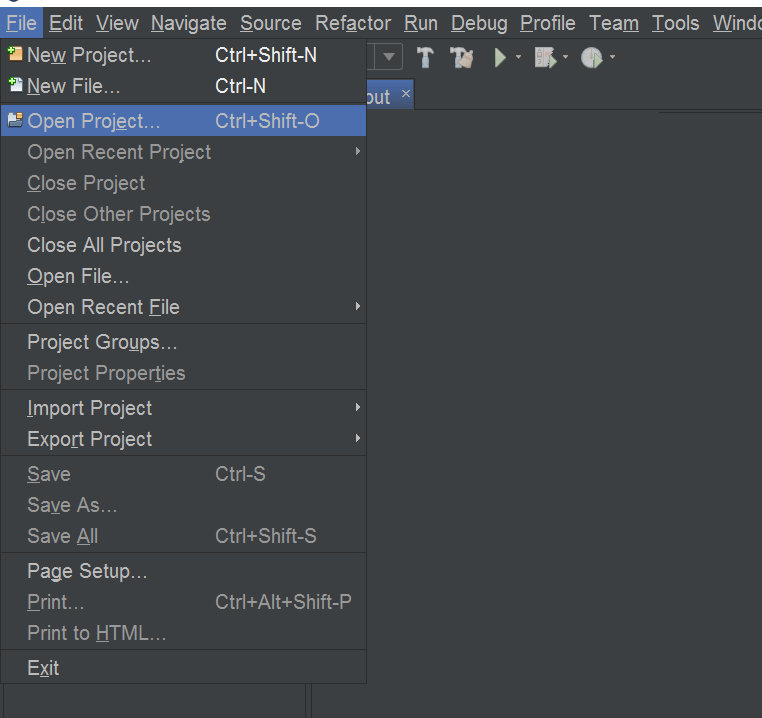 File Edit View Navigate Source Refactor Run Debug Profile Team Tools
New Project... Ctrl+Shift-N
New File... Ctrl-N
Open Project... Ctrl+Shift-O
Open Recent Project
Close Project
Close Other Projects
Close All Projects
Open File...
Open Recent File
Project Groups...
Project Properties
Import Project
Export Project
Save Ctrl-S
Save As...
Save All Ctrl+Shift-S
Page Setup...
Print... Ctrl+Alt+Shift-P
Print to HTML...
Exit